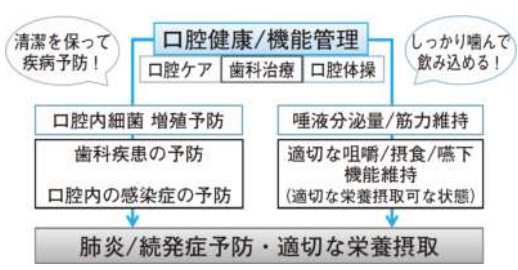 清潔を保って
疾病予防！
口腔健康/機能管理
しっかり噛んで
飲み込める！
口腔ケア 歯科治療 口腔体操
口腔内細菌 増殖予防
唾液分泌量/筋力維持
歯科疾患の予防
口腔内の感染症の予防
適切な咀嚼/摂食/嚥下
機能維持
(適切な栄養摂取可な状態)
肺炎/続発症予防・適切な栄養摂取